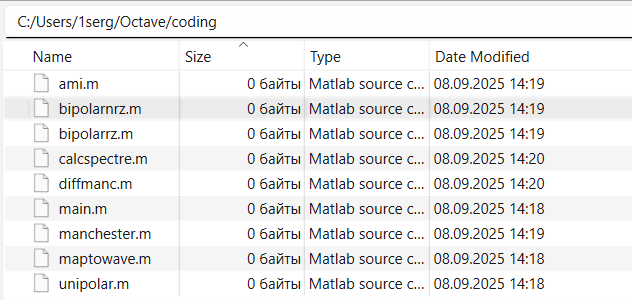 C:/Users/1serg/Octave/coding
Name Size Type Date Modified
ami.m 0 байты Matlab source c... 08.09.2025 14:19
bipolarnrz.m 0 байты Matlab source c... 08.09.2025 14:19
bipolarrz.m 0 байты Matlab source c... 08.09.2025 14:19
calcspectre.m 0 байты Matlab source c... 08.09.2025 14:20
diffmanc.m 0 байты Matlab source c... 08.09.2025 14:20
main.m 0 байты Matlab source c... 08.09.2025 14:18
manchester.m 0 байты Matlab source c... 08.09.2025 14:19
maptowave.m 0 байты Matlab source c... 08.09.2025 14:18
unipolar.m 0 байты Matlab source c... 08.09.2025 14:18